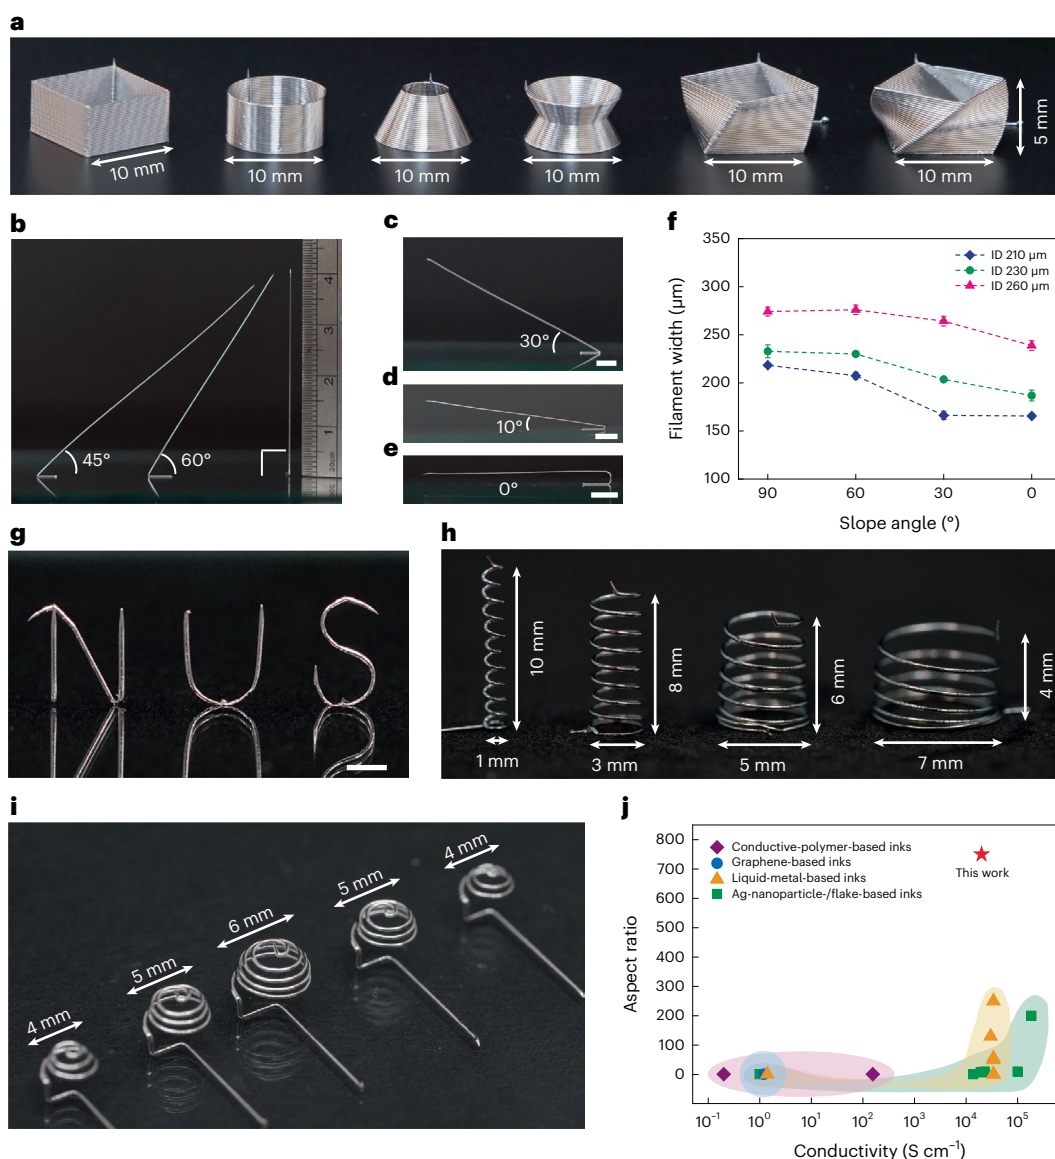 a
10 mm
10 mm
10 mm
10 mm
10 mm
10 mm
5 mm
b
45°
60°
1
2
3
4
c
30°
d
10°
e
0°
f
Filament width (µm)
350
300
250
200
150
100
ID 210 µm
ID 230 µm
ID 260 µm
90
60
30
0
Slope angle (°)
g
NUS
h
10 mm
1 mm
8 mm
3 mm
6 mm
5 mm
4 mm
7 mm
i
4 mm
5 mm
6 mm
5 mm
4 mm
j
Aspect ratio
800
700
600
500
400
300
200
100
0
Conductive-polymer-based inks
Graphene-based inks
Liquid-metal-based inks
Ag-nanoparticle-/flake-based inks
This work
10⁻¹
10⁰
10¹
10²
10³
10⁴
10⁵
Conductivity (S cm⁻¹)